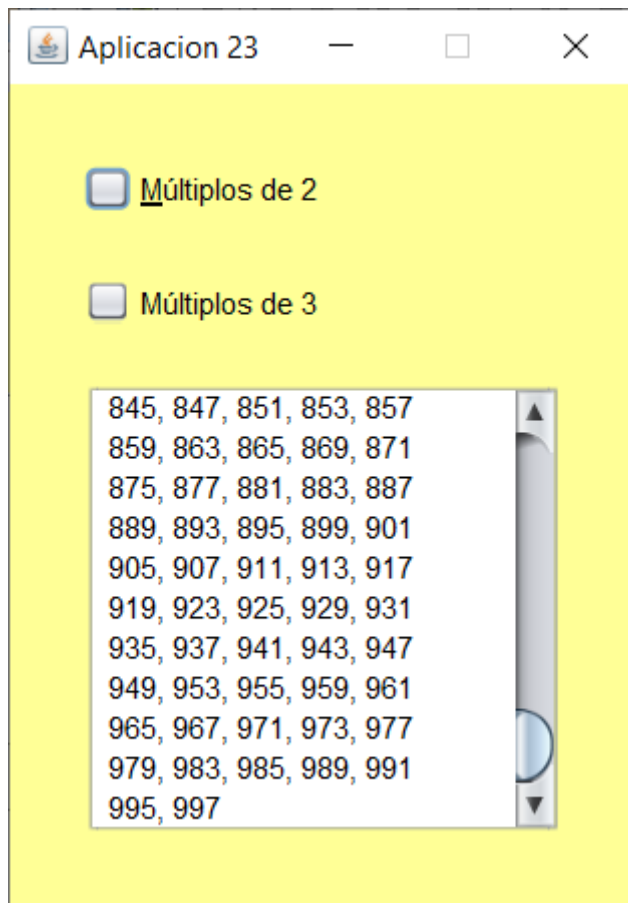 Aplicacion 23
Múltiplos de 2
Múltiplos de 3
845, 847, 851, 853, 857
859, 863, 865, 869, 871
875, 877, 881, 883, 887
889, 893, 895, 899, 901
905, 907, 911, 913, 917
919, 923, 925, 929, 931
935, 937, 941, 943, 947
949, 953, 955, 959, 961
965, 967, 971, 973, 977
979, 983, 985, 989, 991
995, 997